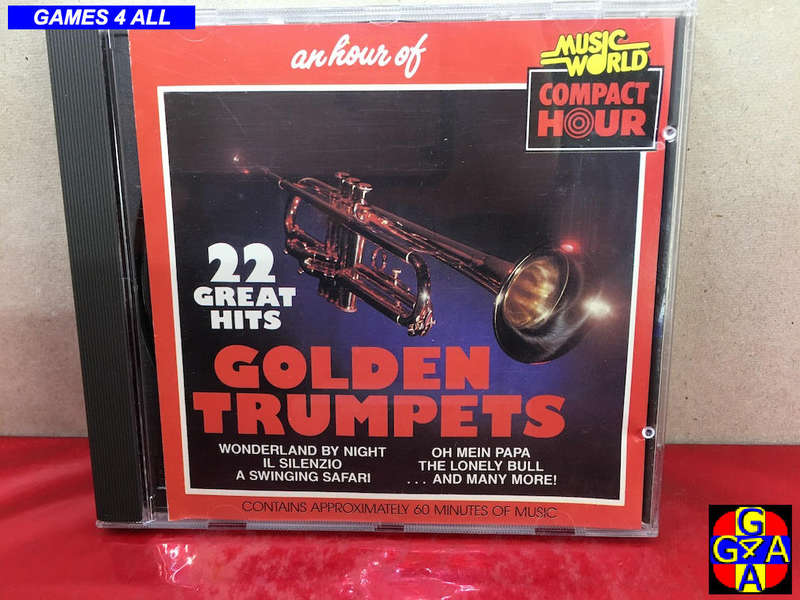 GAMES 4 ALL
an hour of
MUSIC
WORLD
COMPACT
HOUR
22
GREAT
HITS
GOLDEN
TRUMPETS
WONDERLAND BY NIGHT
IL SILENZIO
A SWINGING SAFARI
OH MEIN PAPA
THE LONELY BULL
... AND MANY MORE!
CONTAINS APPROXIMATELY 60 MINUTES OF MUSIC
G
G4A
A